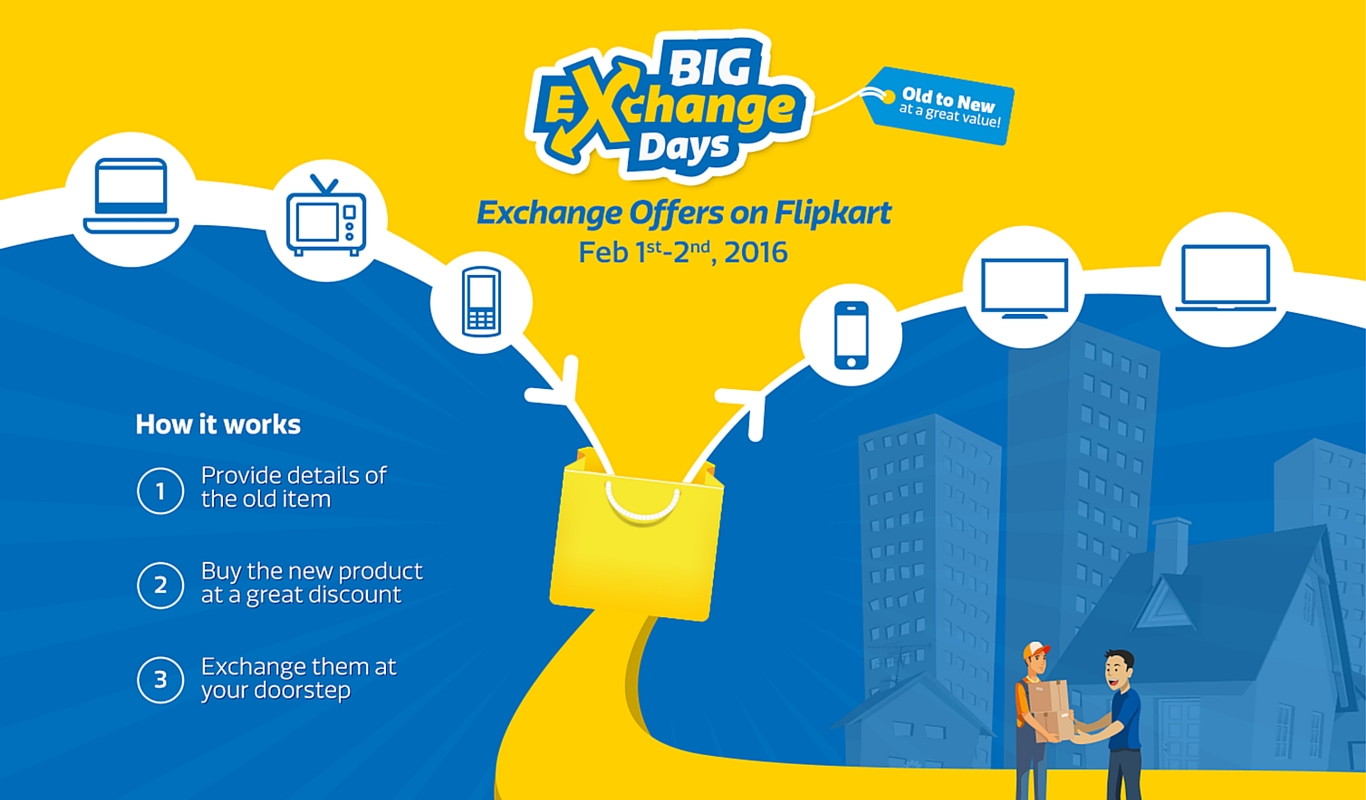 BIG
EXchange
Days
Old to New
at a great value!
Exchange Offers on Flipkart
Feb 1st-2nd, 2016
How it works
1 Provide details of
the old item
2 Buy the new product
at a great discount
3 Exchange them at
your doorstep